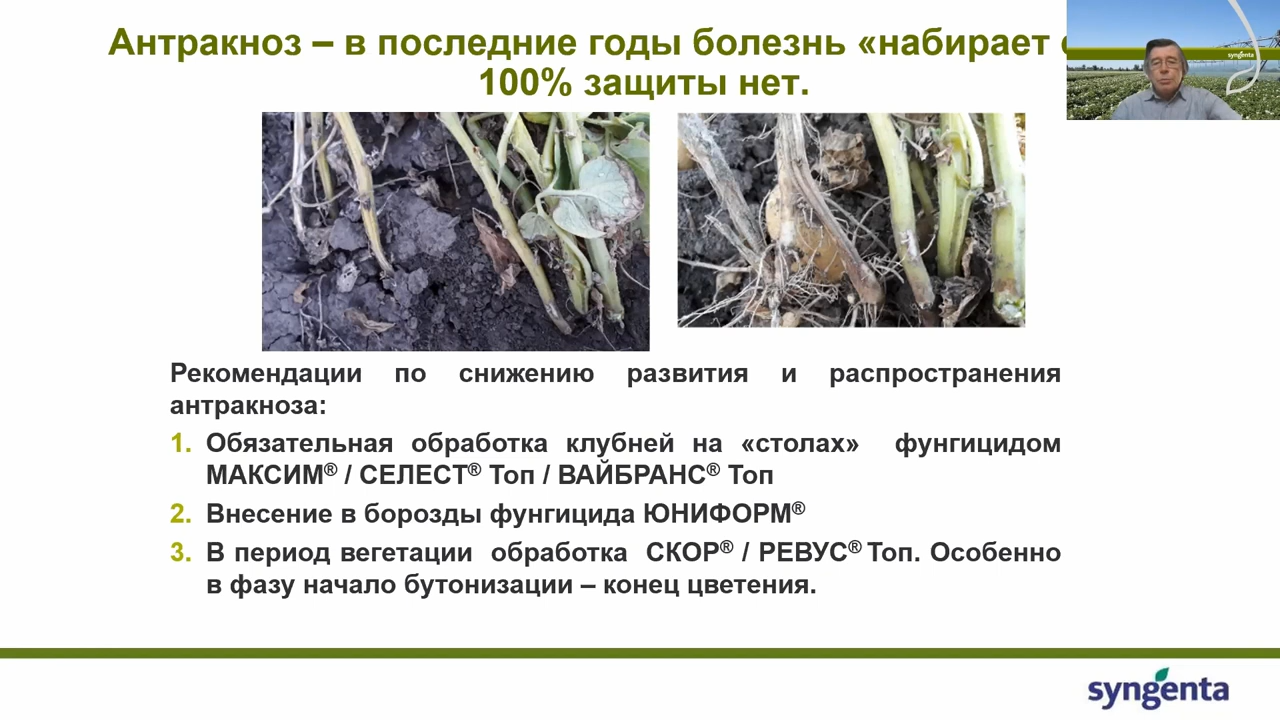 Антракноз – в последние годы болезнь «набирает
100% защиты нет.
syngenta
Рекомендации по снижению развития и распространения
антракноза:
1. Обязательная обработка клубней на «столах» фунгицидом
МАКСИМ® / СЕЛЕСТ® Топ / ВАЙБРАНС® Топ
2. Внесение в борозды фунгицида ЮНИФОРМ®
3. В период вегетации обработка СКОР® / РЕВУС® Топ. Особенно
в фазу начало бутонизации – конец цветения.
syngenta